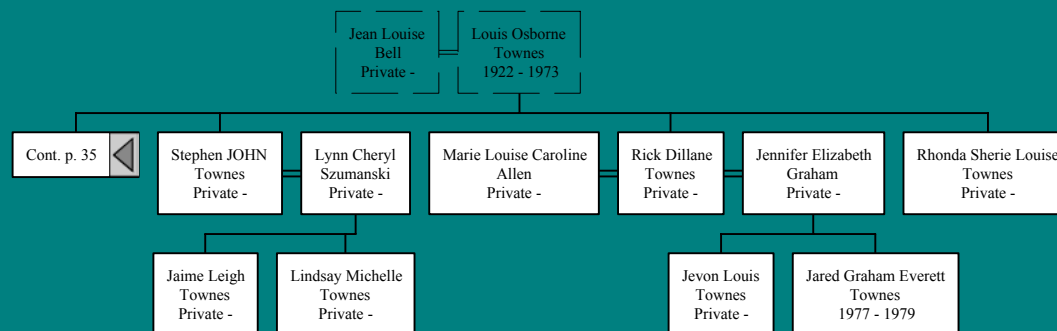 Jean Louise
Bell
Private -
Louis Osborne
Townes
1922 - 1973
Cont. p. 35
Stephen JOHN
Townes
Private -
Lynn Cheryl
Szumanski
Private -
Marie Louise Caroline
Allen
Private -
Rick Dillane
Townes
Private -
Jennifer Elizabeth
Graham
Private -
Rhonda Sherie Louise
Townes
Private -
Jaime Leigh
Townes
Private -
Lindsay Michelle
Townes
Private -
Jevon Louis
Townes
Private -
Jared Graham Everett
Townes
1977 - 1979